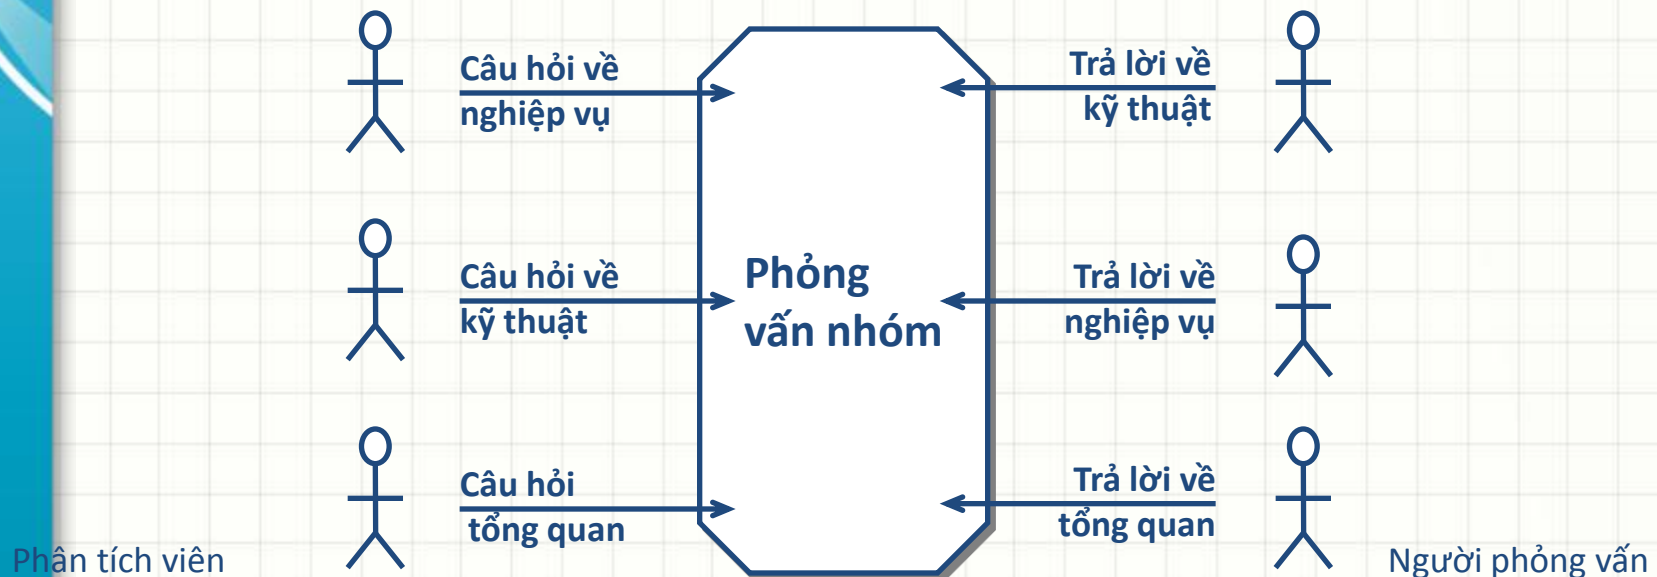 Câu hỏi về
nghiệp vụ
Trả lời về
kỹ thuật
Câu hỏi về
kỹ thuật
Phỏng
vấn nhóm
Trả lời về
nghiệp vụ
Câu hỏi
tổng quan
Trả lời về
tổng quan
Phân tích viên
Người phỏng vấn